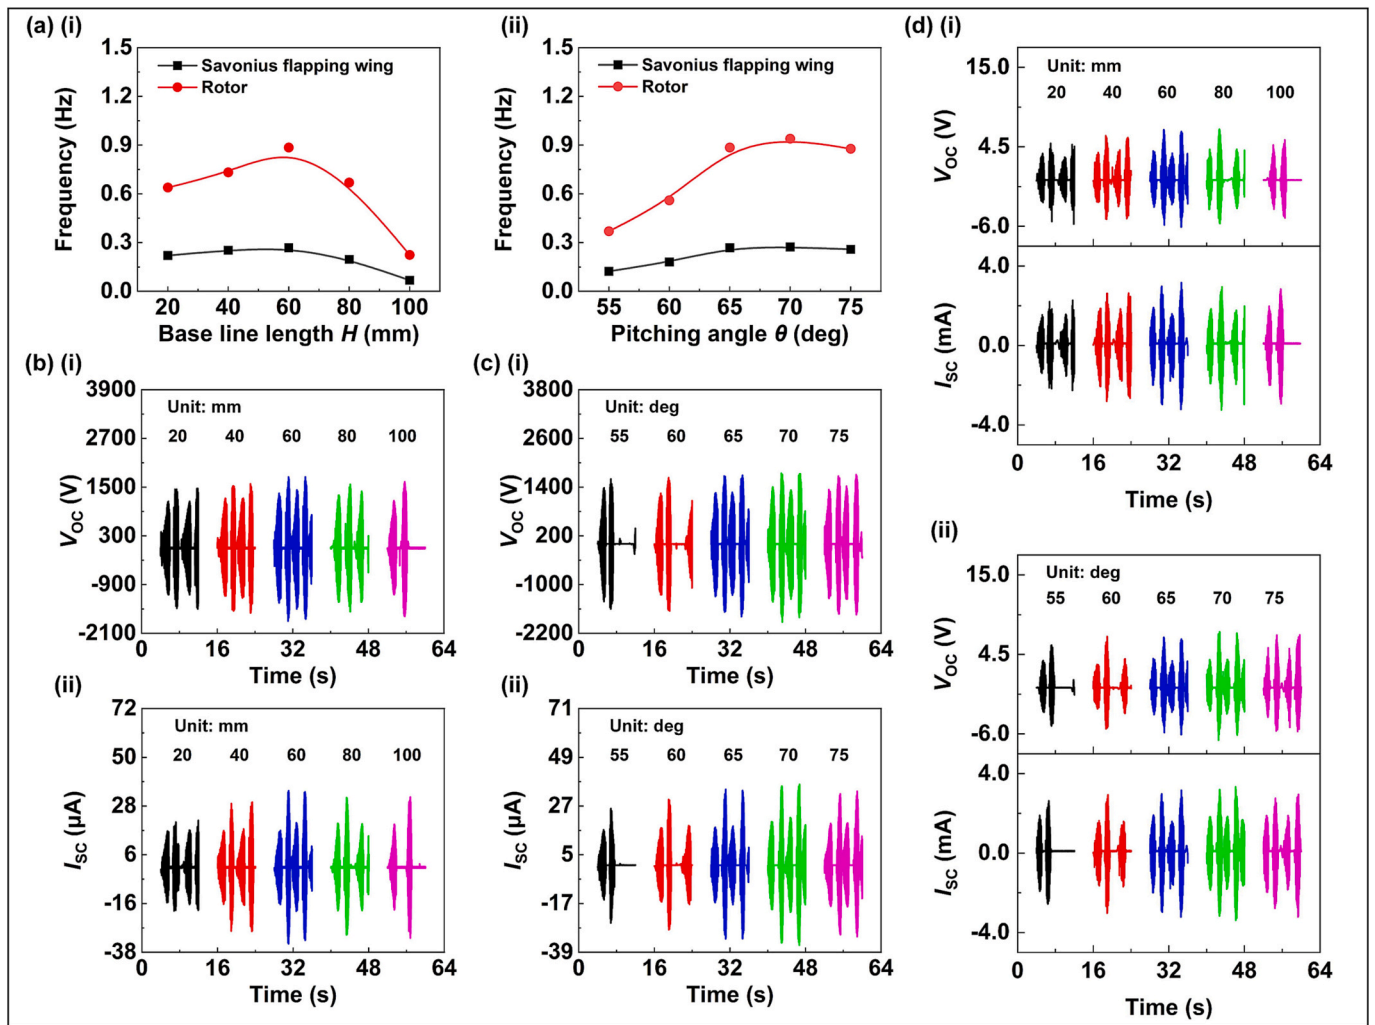 (a) (i)
1.5
1.2
0.9
0.6
0.3
0.0
Frequency (Hz)
Savonius flapping wing
Rotor
20 40 60 80 100
Base line length H (mm)
(ii)
1.5
1.2
0.9
0.6
0.3
0.0
Frequency (Hz)
Savonius flapping wing
Rotor
55 60 65 70 75
Pitching angle θ (deg)
(b) (i)
3900
2700
1500
300
-900
-2100
V_OC (V)
Unit: mm
20 40 60 80 100
0 16 32 48 64
Time (s)
(ii)
72
50
28
6
-16
-38
I_SC (μA)
Unit: mm
20 40 60 80 100
0 16 32 48 64
Time (s)
(c) (i)
3800
2600
1400
200
-1000
-2200
V_OC (V)
Unit: deg
55 60 65 70 75
0 16 32 48 64
Time (s)
(ii)
71
49
27
5
-17
-39
I_SC (μA)
Unit: deg
55 60 65 70 75
0 16 32 48 64
Time (s)
(d) (i)
15.0
4.5
-6.0
V_OC (V)
Unit: mm
20 40 60 80 100
4.0
0.0
-4.0
I_SC (mA)
0 16 32 48 64
Time (s)
(ii)
15.0
4.5
-6.0
V_OC (V)
Unit: deg
55 60 65 70 75
4.0
0.0
-4.0
I_SC (mA)
0 16 32 48 64
Time (s)